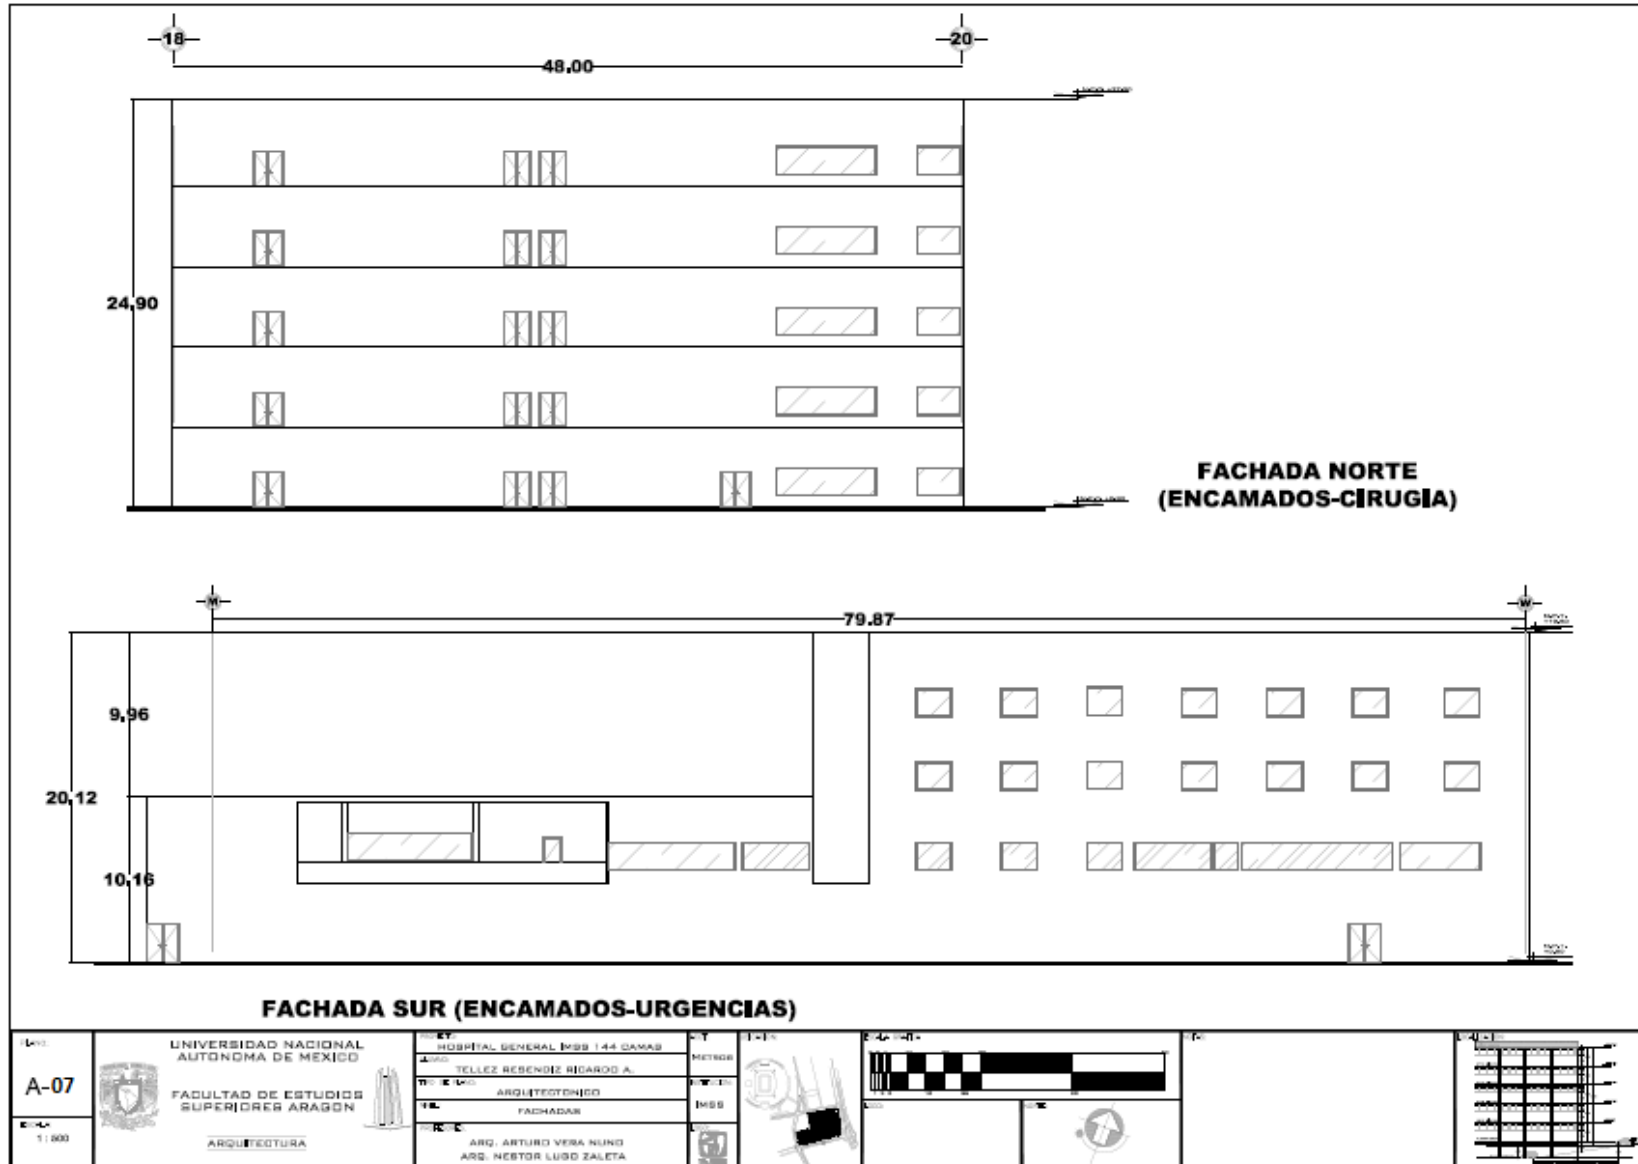 18
20
48.00
24.90
FACHADA NORTE
(ENCAMADOS-CIRUGÍA)
M
W
79.87
9.96
20.12
10.16
FACHADA SUR (ENCAMADOS-URGENCIAS)
A-07
1:500
UNIVERSIDAD NACIONAL
AUTONOMA DE MEXICO
FACULTAD DE ESTUDIOS
SUPERIORES ARAGON
ARQUITECTURA
HOSPITAL GENERAL IMSS 144 CAMAS
TELLEZ RESENDIZ RICARDO A.
ARQUITECTONICO
FACHADAS
ARQ. ARTURO VERA NUNO
ARQ. NESTOR LUGO ZALETA
METROS
IMSS